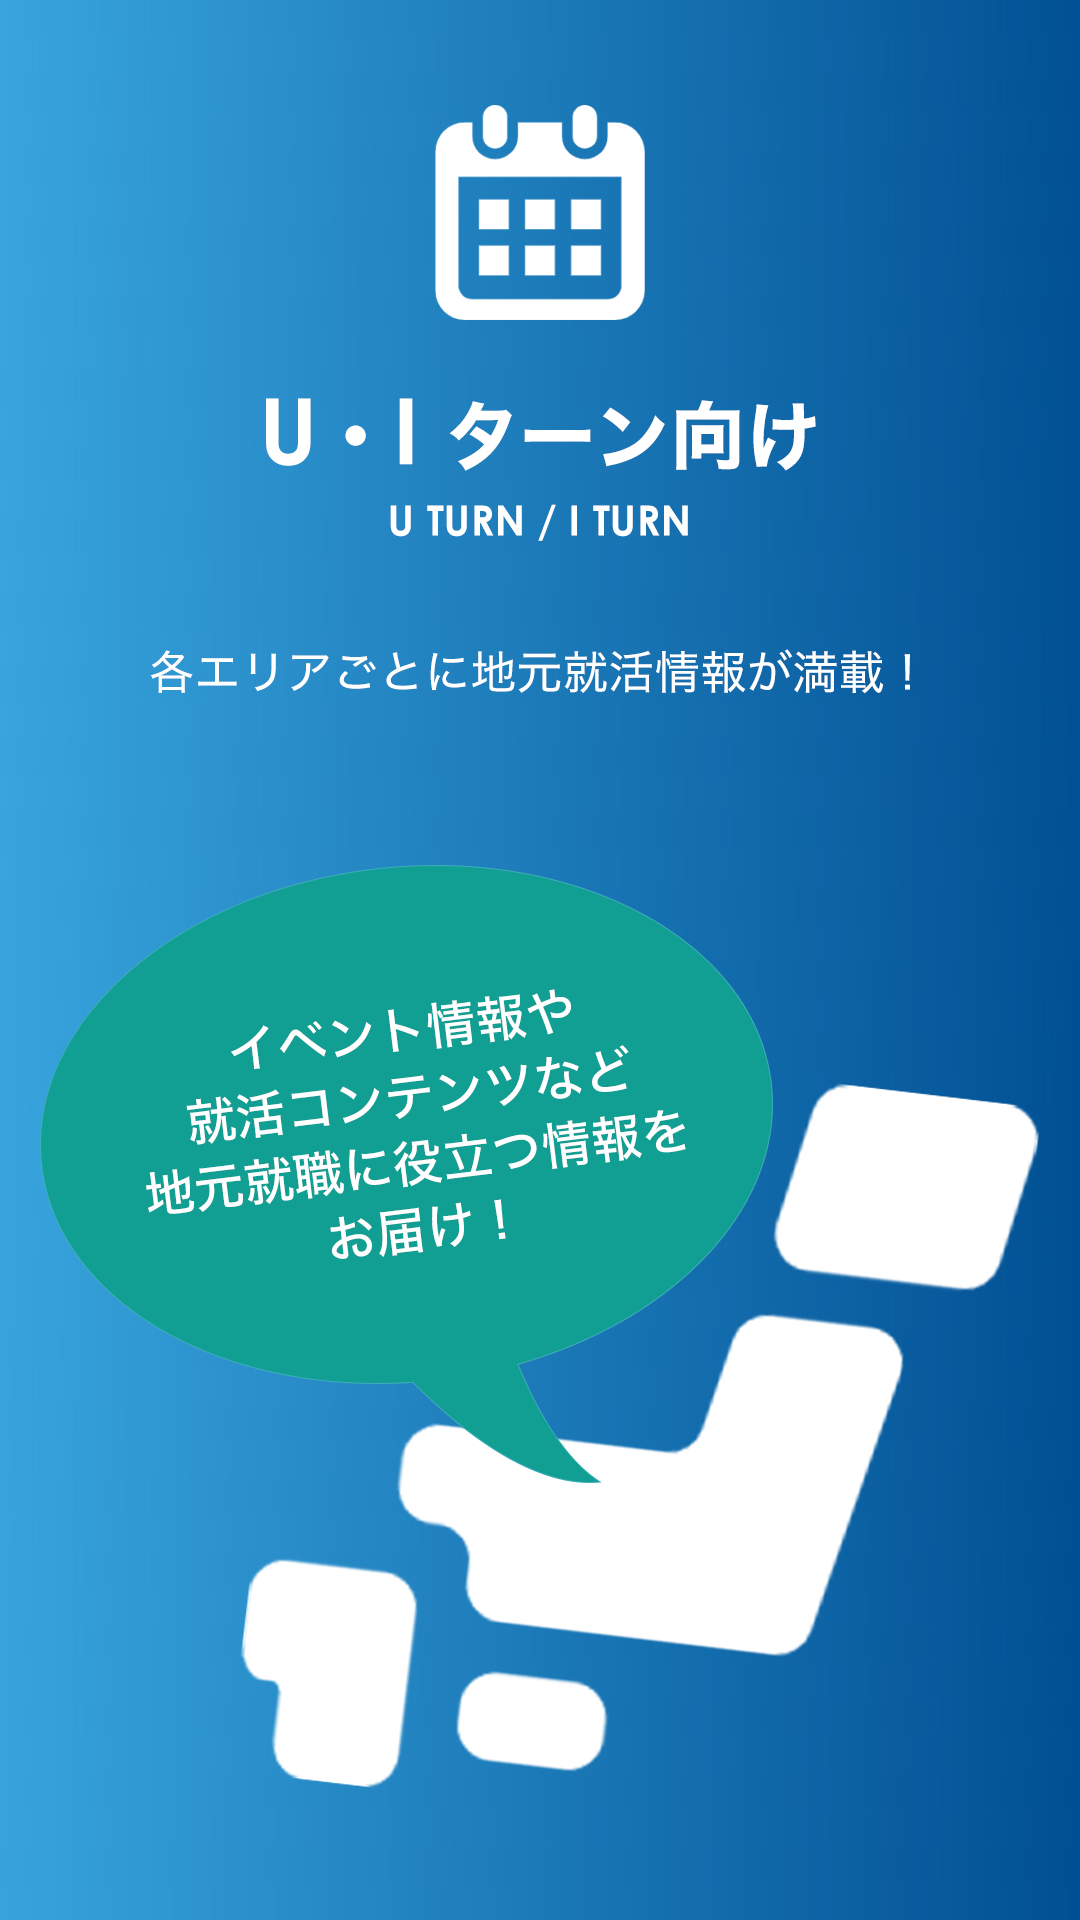 U・I ターン向け
U TURN / I TURN
各エリアごとに地元就活情報が満載！
イベント情報や
就活コンテンツなど
地元就職に役立つ情報を
お届け！